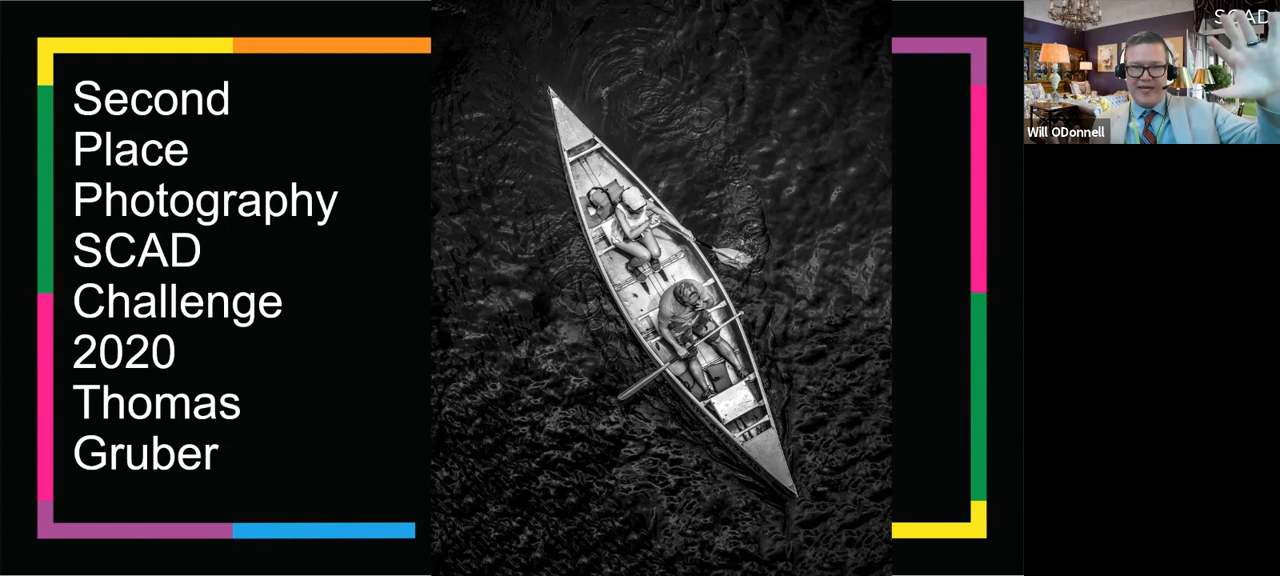 Second
Place
Photography
SCAD
Challenge
2020
Thomas
Gruber
SCAD
Will ODonnell